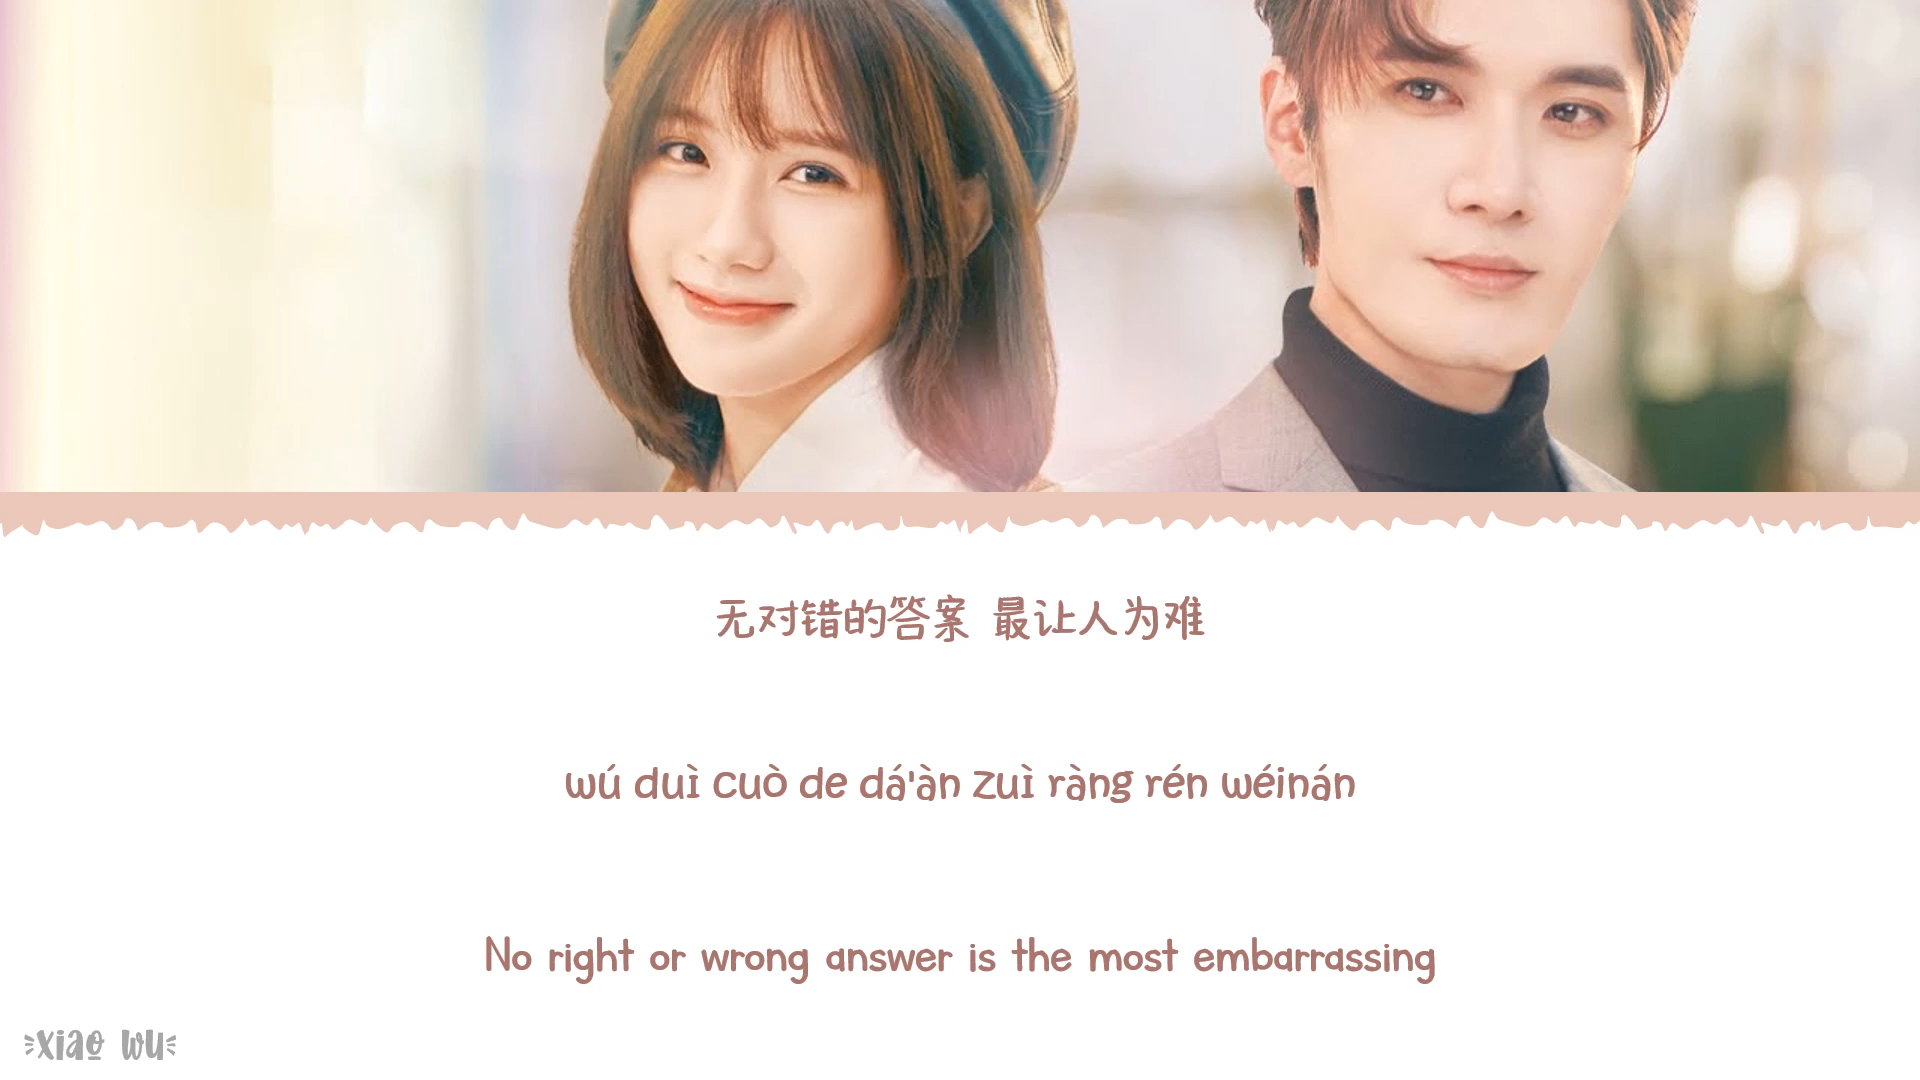 无对错的答案 最让人为难
wú duì cuò de dá'àn zuì ràng rén wéinán
No right or wrong answer is the most embarrassing
xiao wu